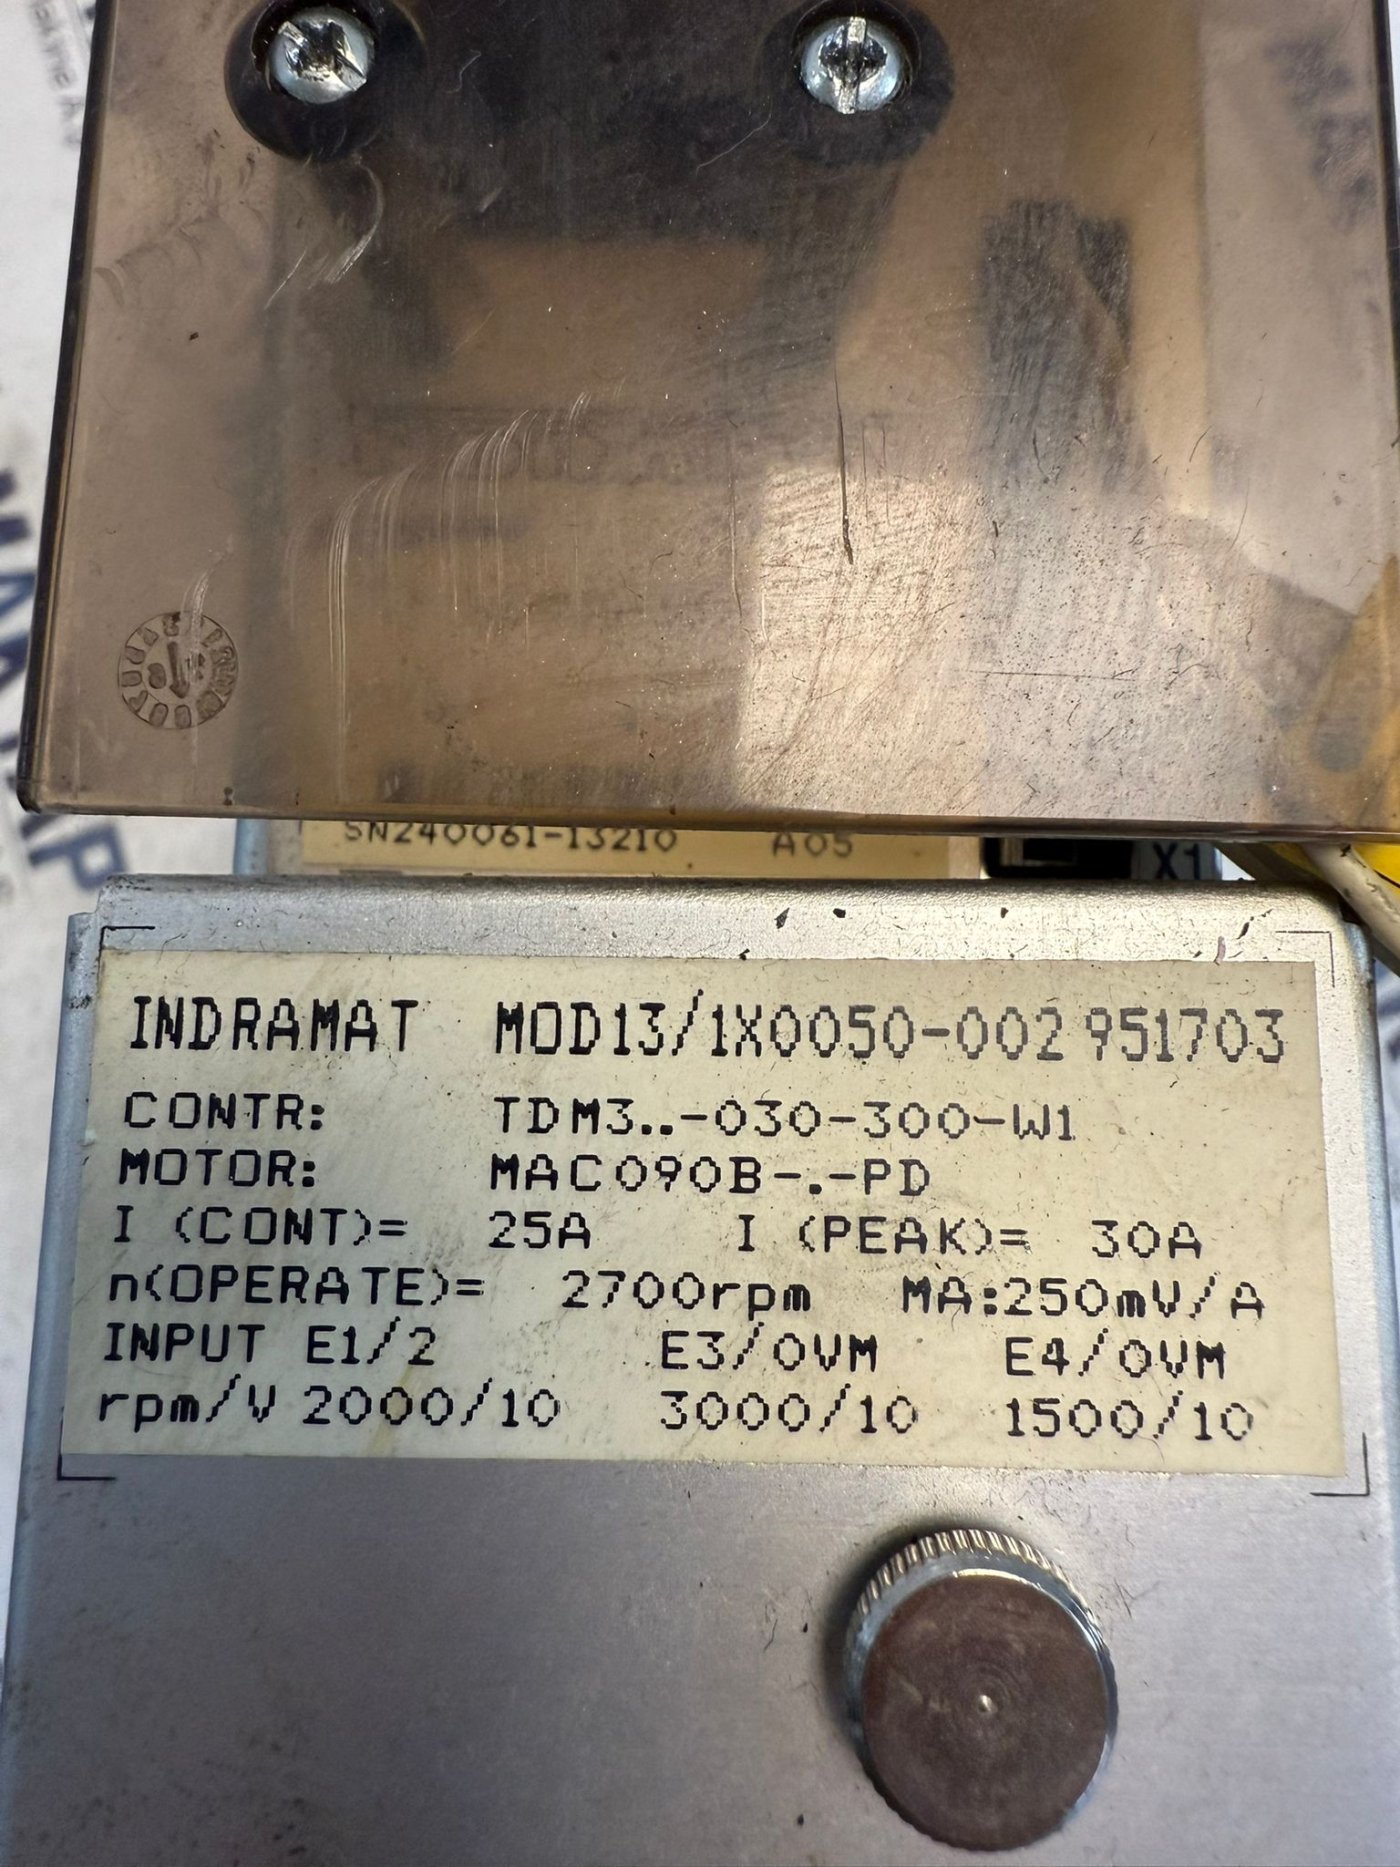 SN240061-13210 A05
X1
INDRAMAT MOD13/1X0050-002 951703
CONTR: TDM3..-030-300-W1
MOTOR: MAC090B-.-PD
I (CONT)= 25A I (PEAK)= 30A
n(OPERATE)= 2700rpm MA:250mV/A
INPUT E1/2 E3/0VM E4/0VM
rpm/V 2000/10 3000/10 1500/10